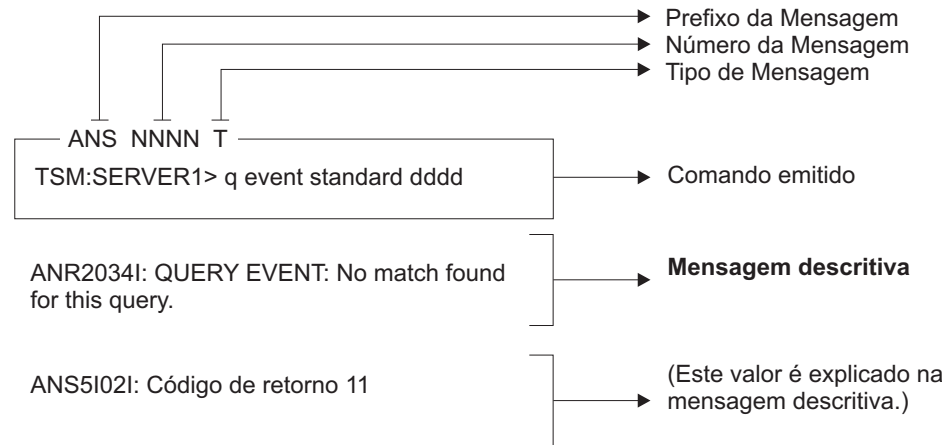 Prefixo da Mensagem
Número da Mensagem
Tipo de Mensagem
ANS NNNN T
TSM:SERVER1> q event standard dddd
Comando emitido
ANR2034I: QUERY EVENT: No match found
for this query.
Mensagem descritiva
ANS5I02I: Código de retorno 11
(Este valor é explicado na
mensagem descritiva.)